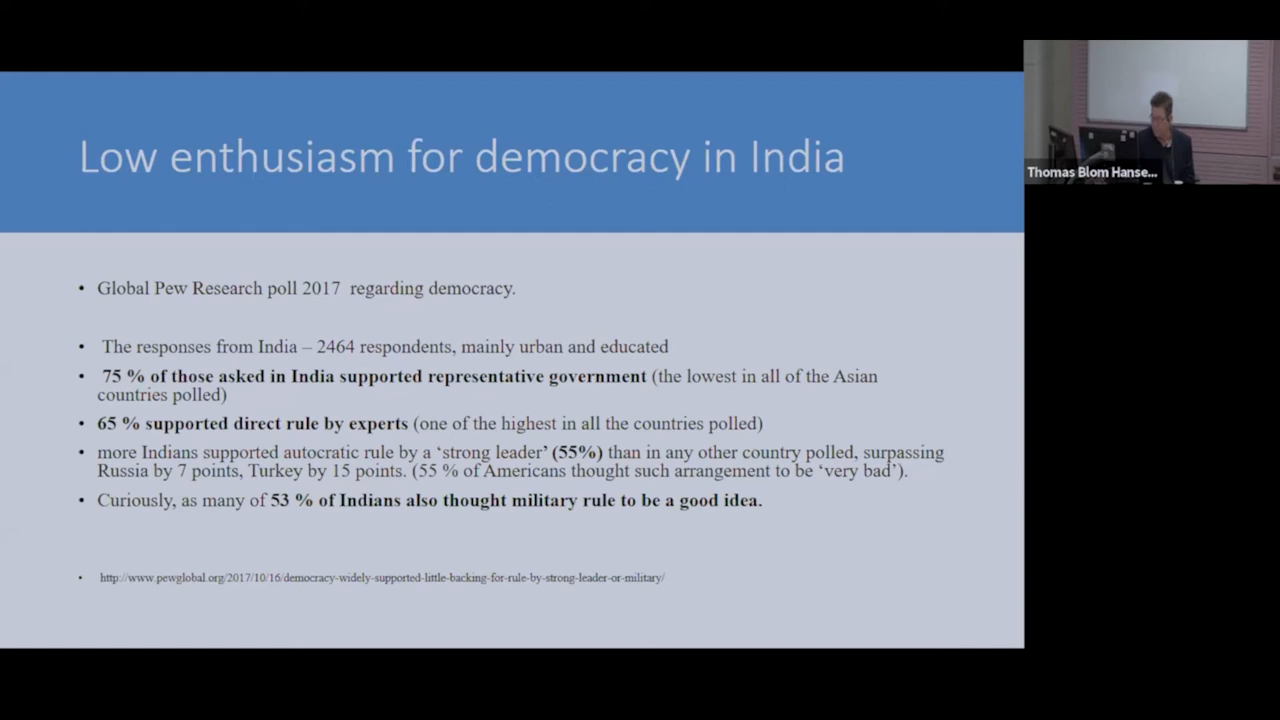 Low enthusiasm for democracy in India
Thomas Blom Hanse...
• Global Pew Research poll 2017 regarding democracy.
• The responses from India – 2464 respondents, mainly urban and educated
• 75 % of those asked in India supported representative government (the lowest in all of the Asian
countries polled)
• 65 % supported direct rule by experts (one of the highest in all the countries polled)
• more Indians supported autocratic rule by a ‘strong leader’ (55%) than in any other country polled, surpassing
Russia by 7 points, Turkey by 15 points. (55 % of Americans thought such arrangement to be ‘very bad’).
• Curiously, as many of 53 % of Indians also thought military rule to be a good idea.
• http://www.pewglobal.org/2017/10/16/democracy-widely-supported-little-backing-for-rule-by-strong-leader-or-military/